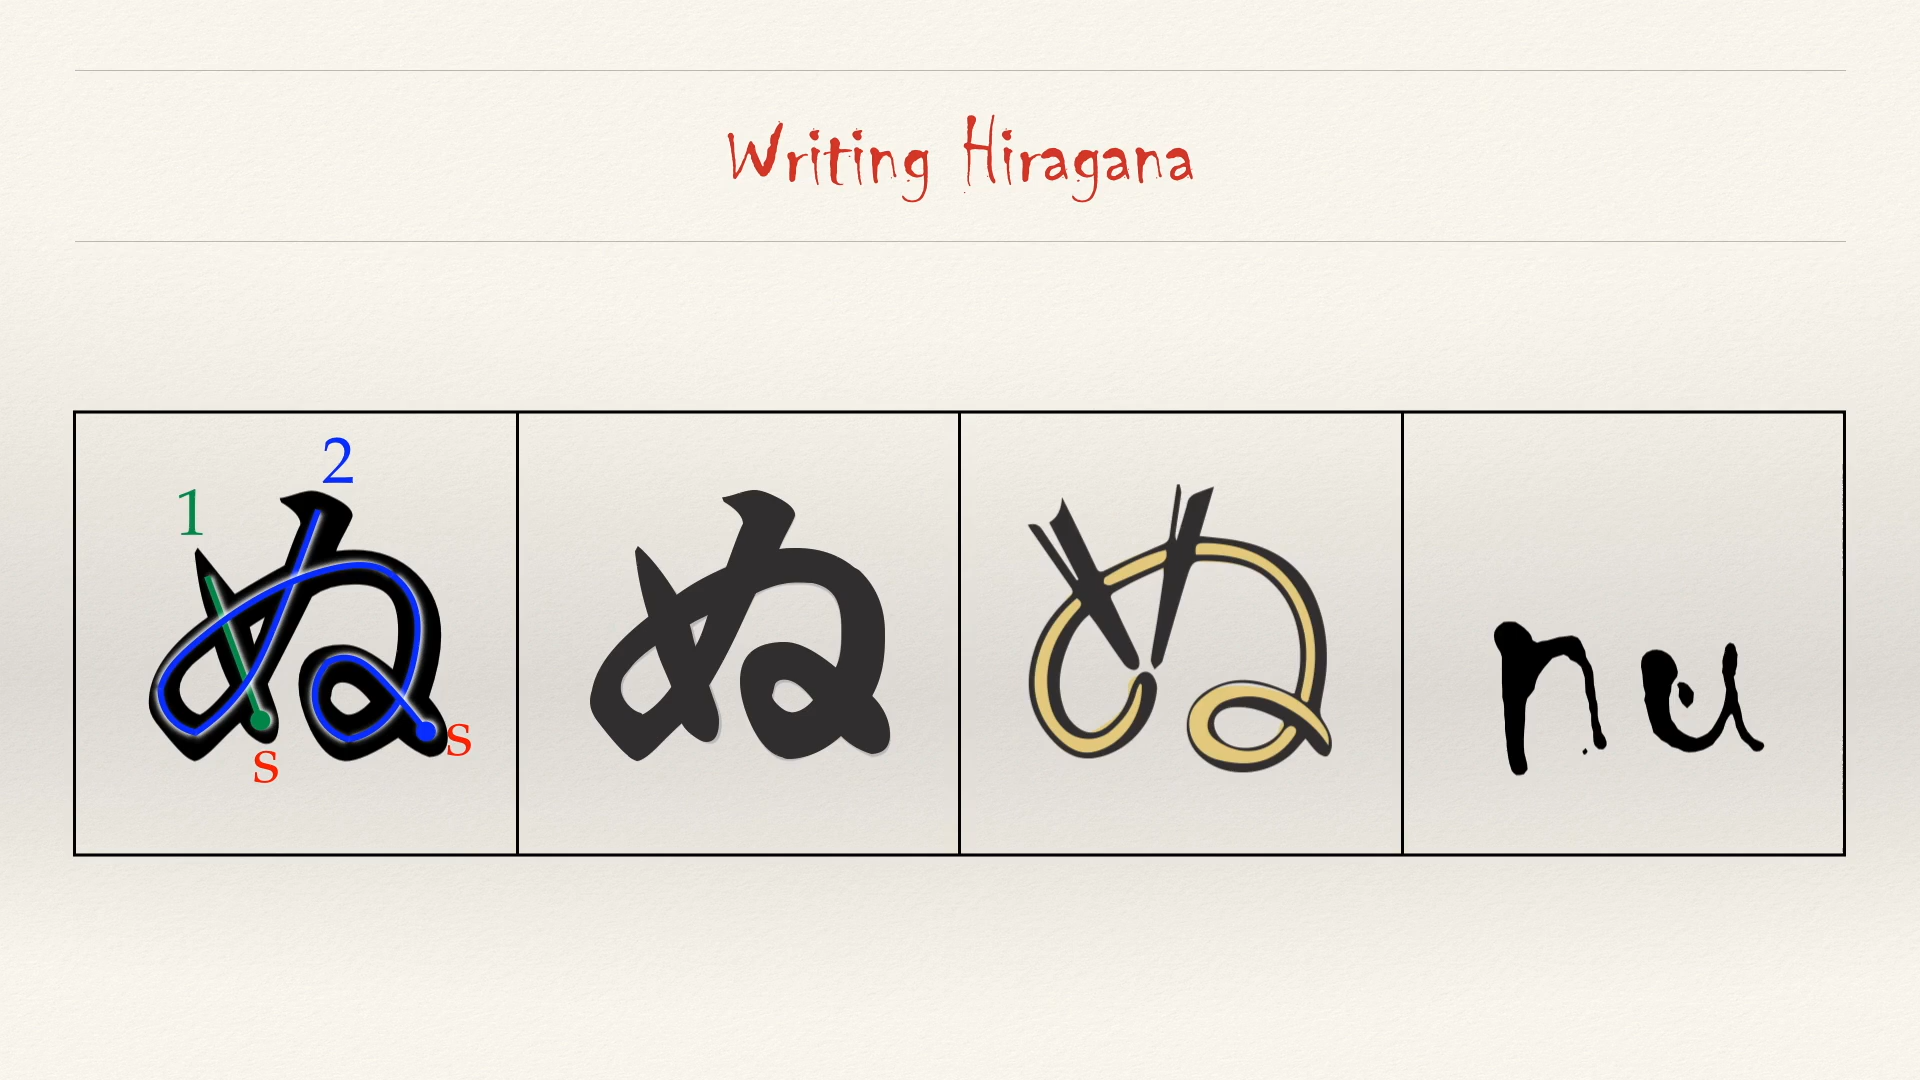 Writing Hiragana
1 2 ぬ s s ぬ ぬ nu